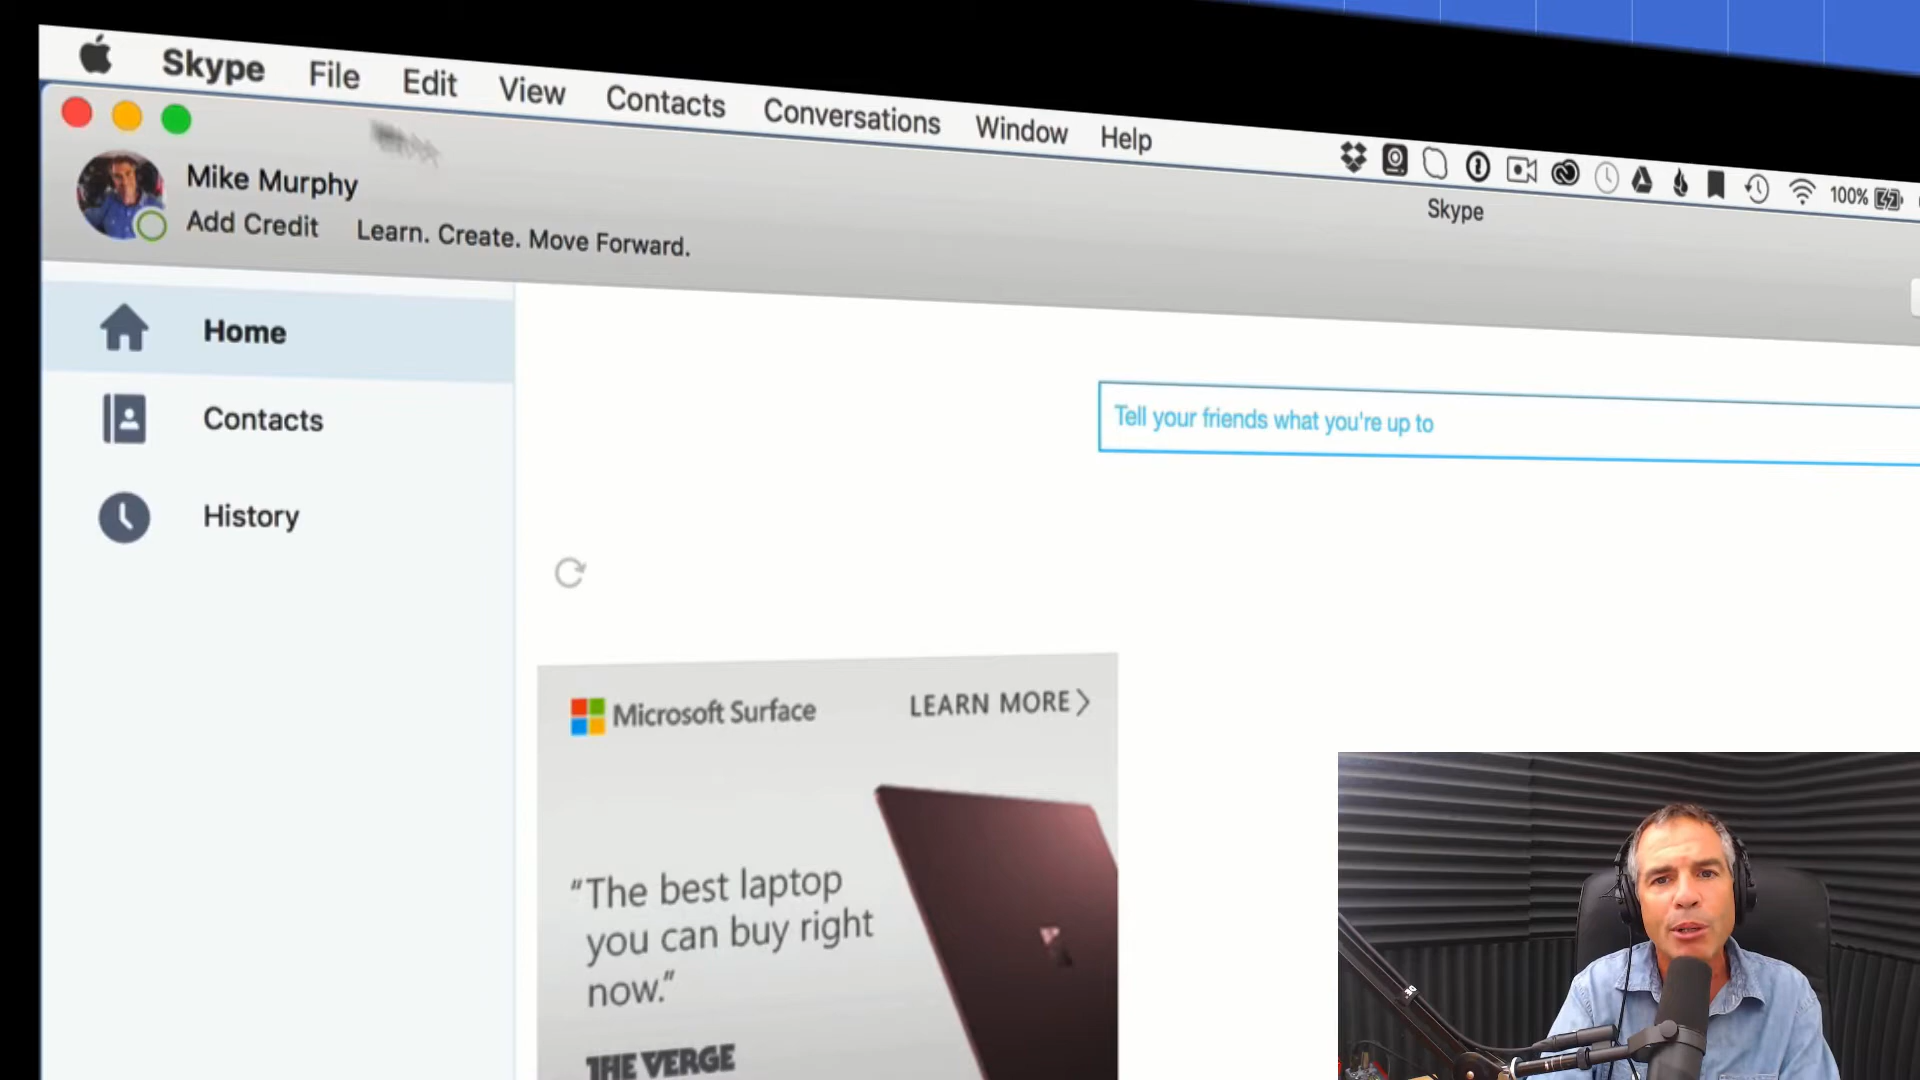 Skype File Edit View Contacts Conversations Window Help
100%
Skype
Mike Murphy
Add Credit Learn. Create. Move Forward.
Home
Contacts
History
Tell your friends what you're up to
Microsoft Surface LEARN MORE
“The best laptop
you can buy right
now.”
THE VERGE